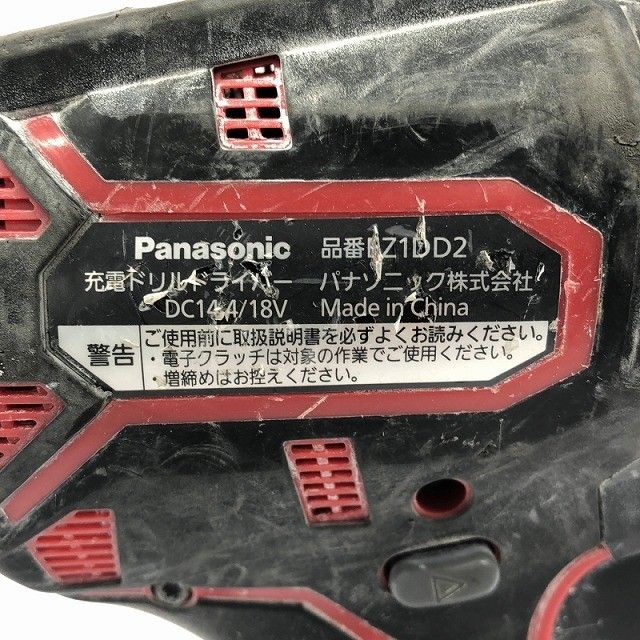 Panasonic 品番EZ1DD2
充電ドリルドライバー パナソニック株式会社
DC14.4/18V Made in China
警告
ご使用前に取扱説明書を必ずよくお読みください。
・電子クラッチは対象の作業でご使用ください。
・増締めはお控えください。